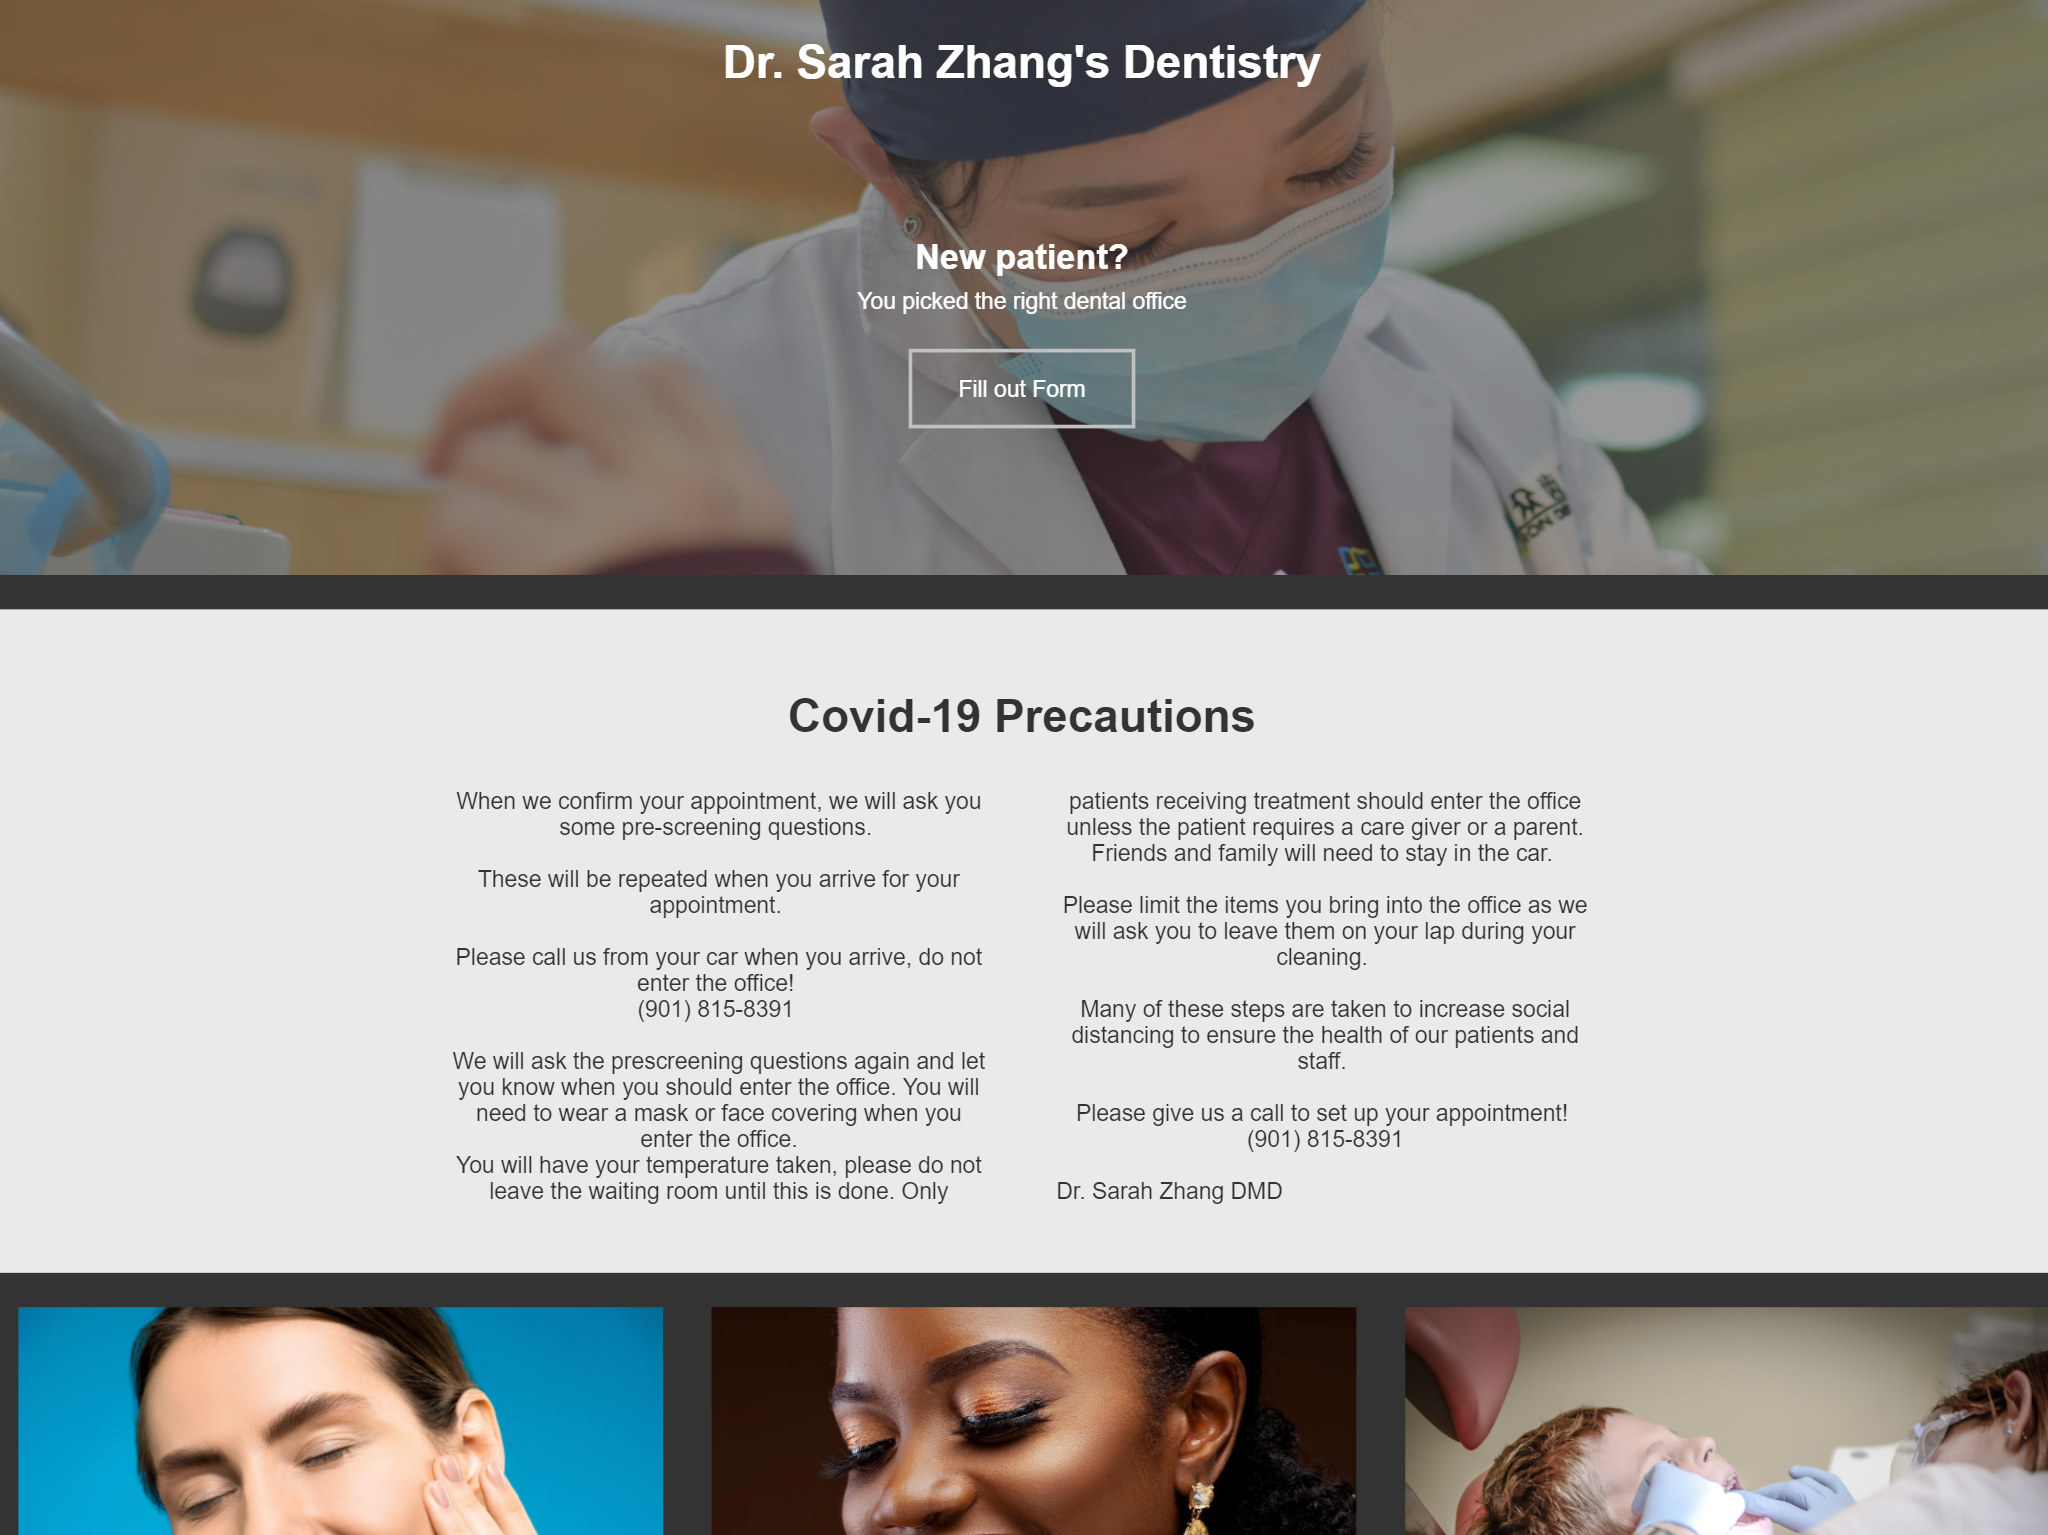 Dr. Sarah Zhang's Dentistry
New patient?
You picked the right dental office
Fill out Form
Covid-19 Precautions
When we confirm your appointment, we will ask you
some pre-screening questions.
These will be repeated when you arrive for your
appointment.
Please call us from your car when you arrive, do not
enter the office!
(901) 815-8391
We will ask the prescreening questions again and let
you know when you should enter the office. You will
need to wear a mask or face covering when you
enter the office.
You will have your temperature taken, please do not
leave the waiting room until this is done. Only
patients receiving treatment should enter the office
unless the patient requires a care giver or a parent.
Friends and family will need to stay in the car.
Please limit the items you bring into the office as we
will ask you to leave them on your lap during your
cleaning.
Many of these steps are taken to increase social
distancing to ensure the health of our patients and
staff.
Please give us a call to set up your appointment!
(901) 815-8391
Dr. Sarah Zhang DMD